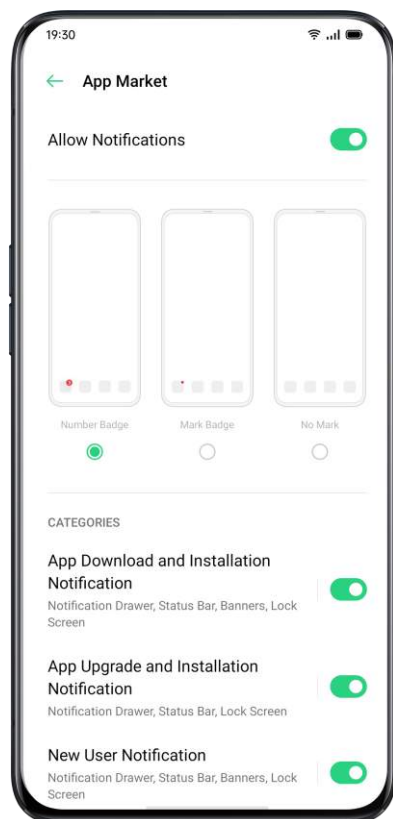 19:30
App Market
Allow Notifications
Number Badge
Mark Badge
No Mark
CATEGORIES
App Download and Installation
Notification
Notification Drawer, Status Bar, Banners, Lock
Screen
App Upgrade and Installation
Notification
Notification Drawer, Status Bar, Lock Screen
New User Notification
Notification Drawer, Status Bar, Banners, Lock
Screen